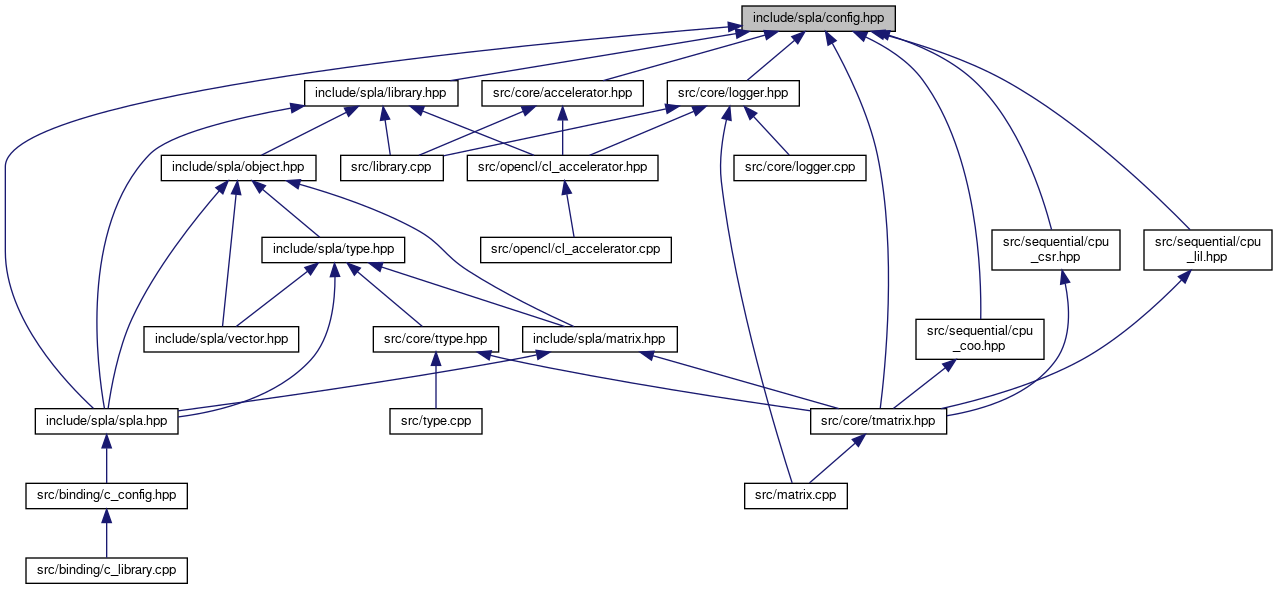 include/spla/config.hpp
include/spla/library.hpp
src/core/accelerator.hpp
src/core/logger.hpp
include/spla/object.hpp
src/library.cpp
src/opencl/cl_accelerator.hpp
src/core/logger.cpp
include/spla/type.hpp
src/opencl/cl_accelerator.cpp
src/sequential/cpu
_csr.hpp
src/sequential/cpu
_lil.hpp
include/spla/vector.hpp
src/core/ttype.hpp
include/spla/matrix.hpp
src/sequential/cpu
_coo.hpp
include/spla/spla.hpp
src/type.cpp
src/core/tmatrix.hpp
src/binding/c_config.hpp
src/matrix.cpp
src/binding/c_library.cpp